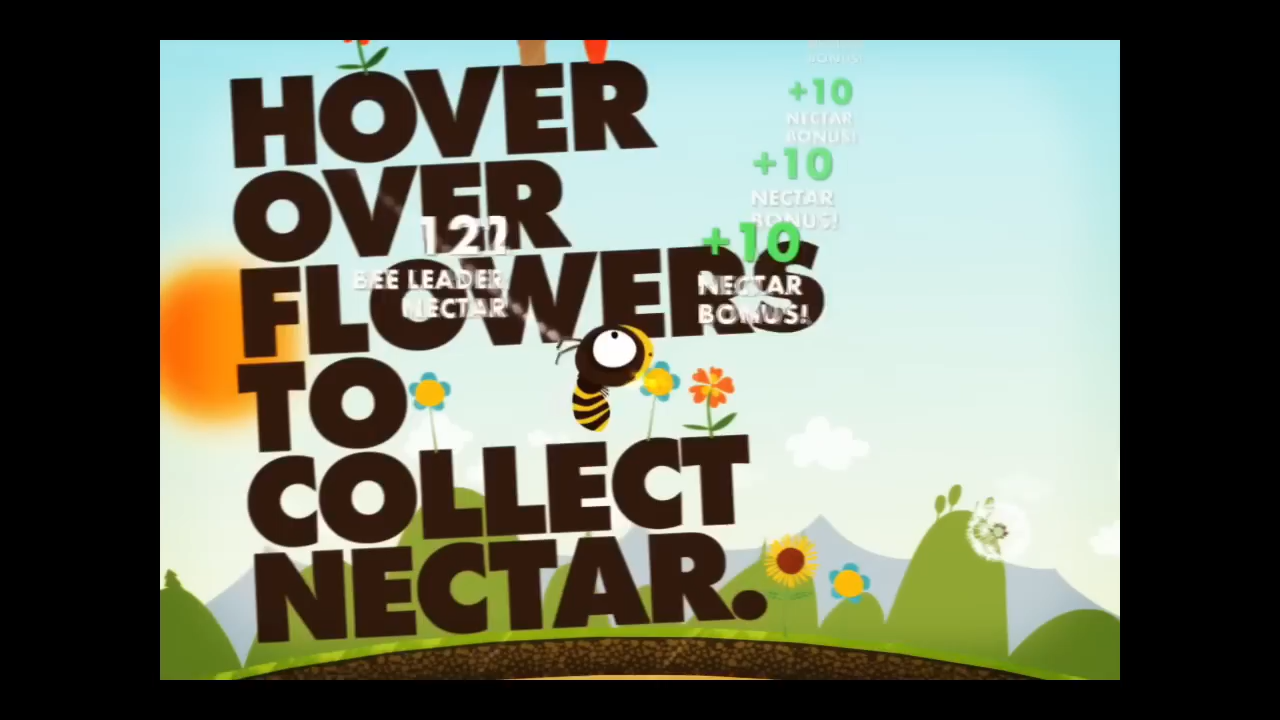 HOVER
OVER
FLOWERS
TO
COLLECT
NECTAR.
BONUS!
+10
NECTAR
BONUS!
+10
NECTAR
BONUS!
+10
NECTAR
BONUS!
122
BEE LEADER
NECTAR